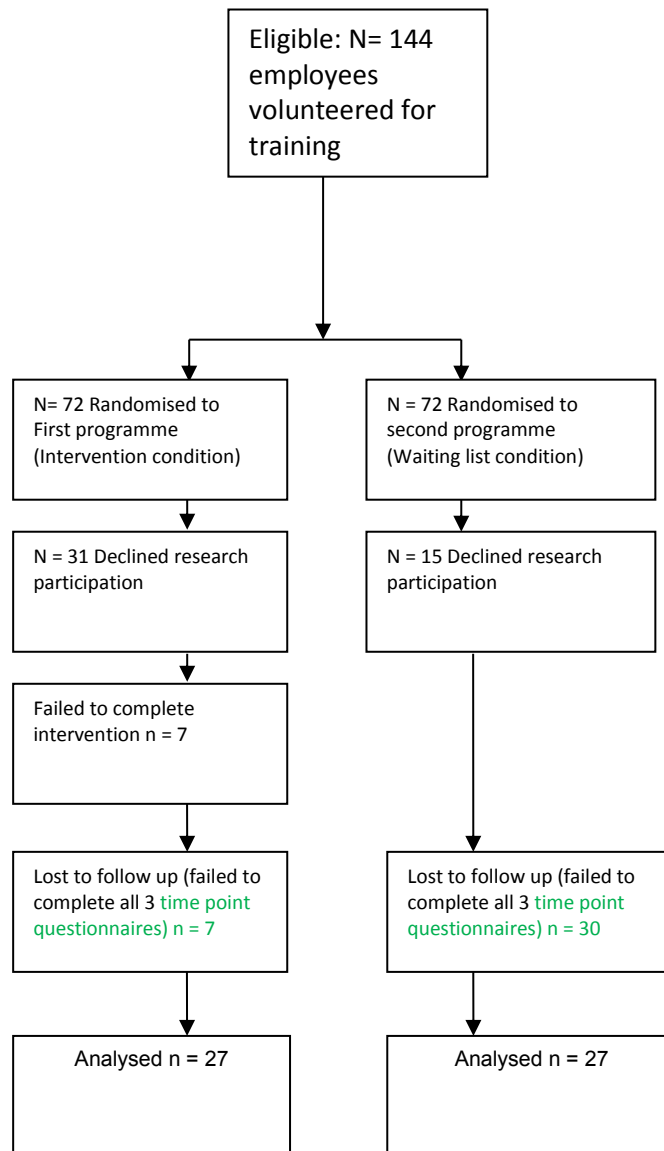 Eligible: N= 144
employees
volunteered for
training
N= 72 Randomised to
First programme
(Intervention condition)
N = 72 Randomised to
second programme
(Waiting list condition)
N = 31 Declined research
participation
N = 15 Declined research
participation
Failed to complete
intervention n = 7
Lost to follow up (failed to
complete all 3 time point
questionnaires) n = 7
Lost to follow up (failed to
complete all 3 time point
questionnaires) n = 30
Analysed n = 27
Analysed n = 27